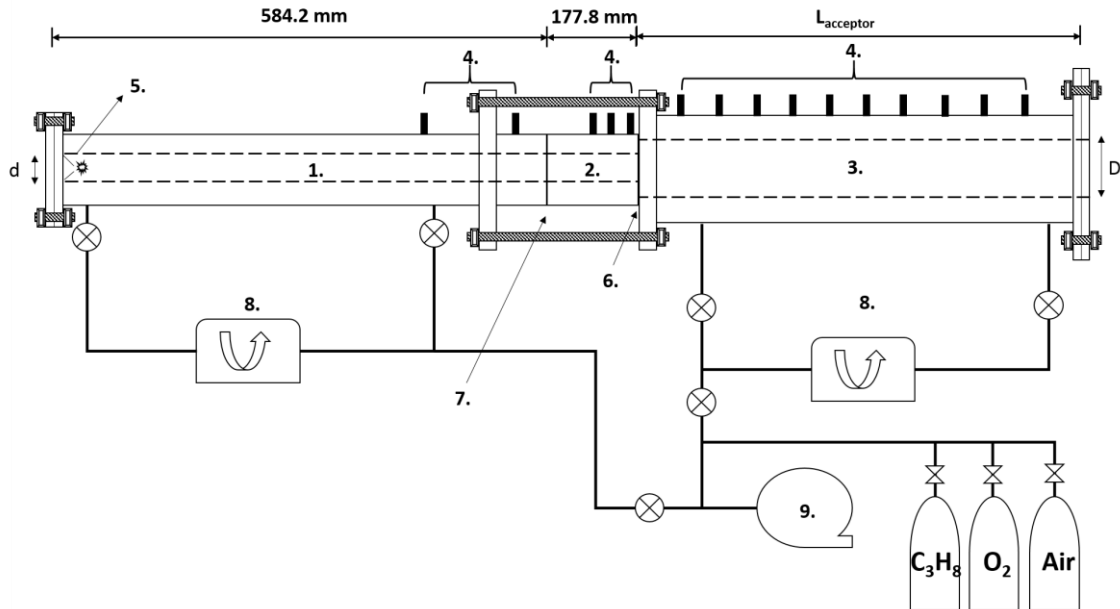 584.2 mm
177.8 mm
Lacceptor
4.
4.
4.
5.
d
1.
2.
3.
D
6.
8.
8.
7.
9.
C3H8
O2
Air